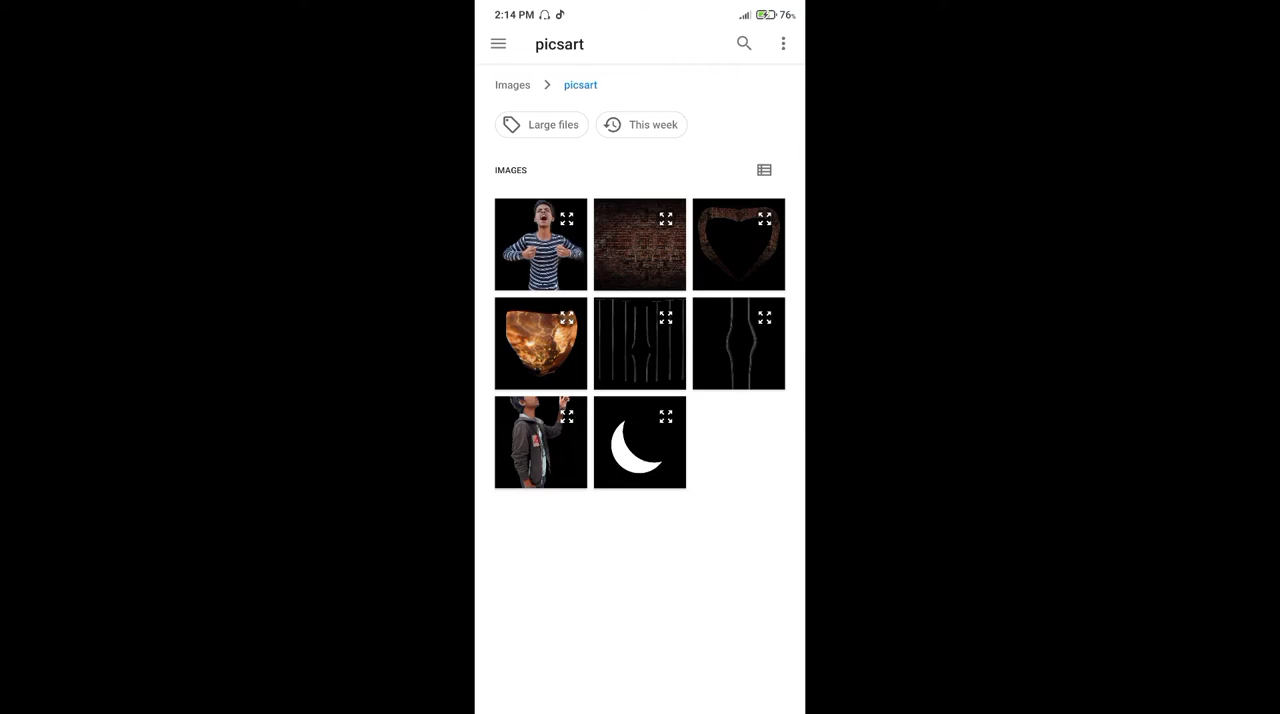 2:14 PM 76%
picsart
Images picsart
Large files This week
IMAGES